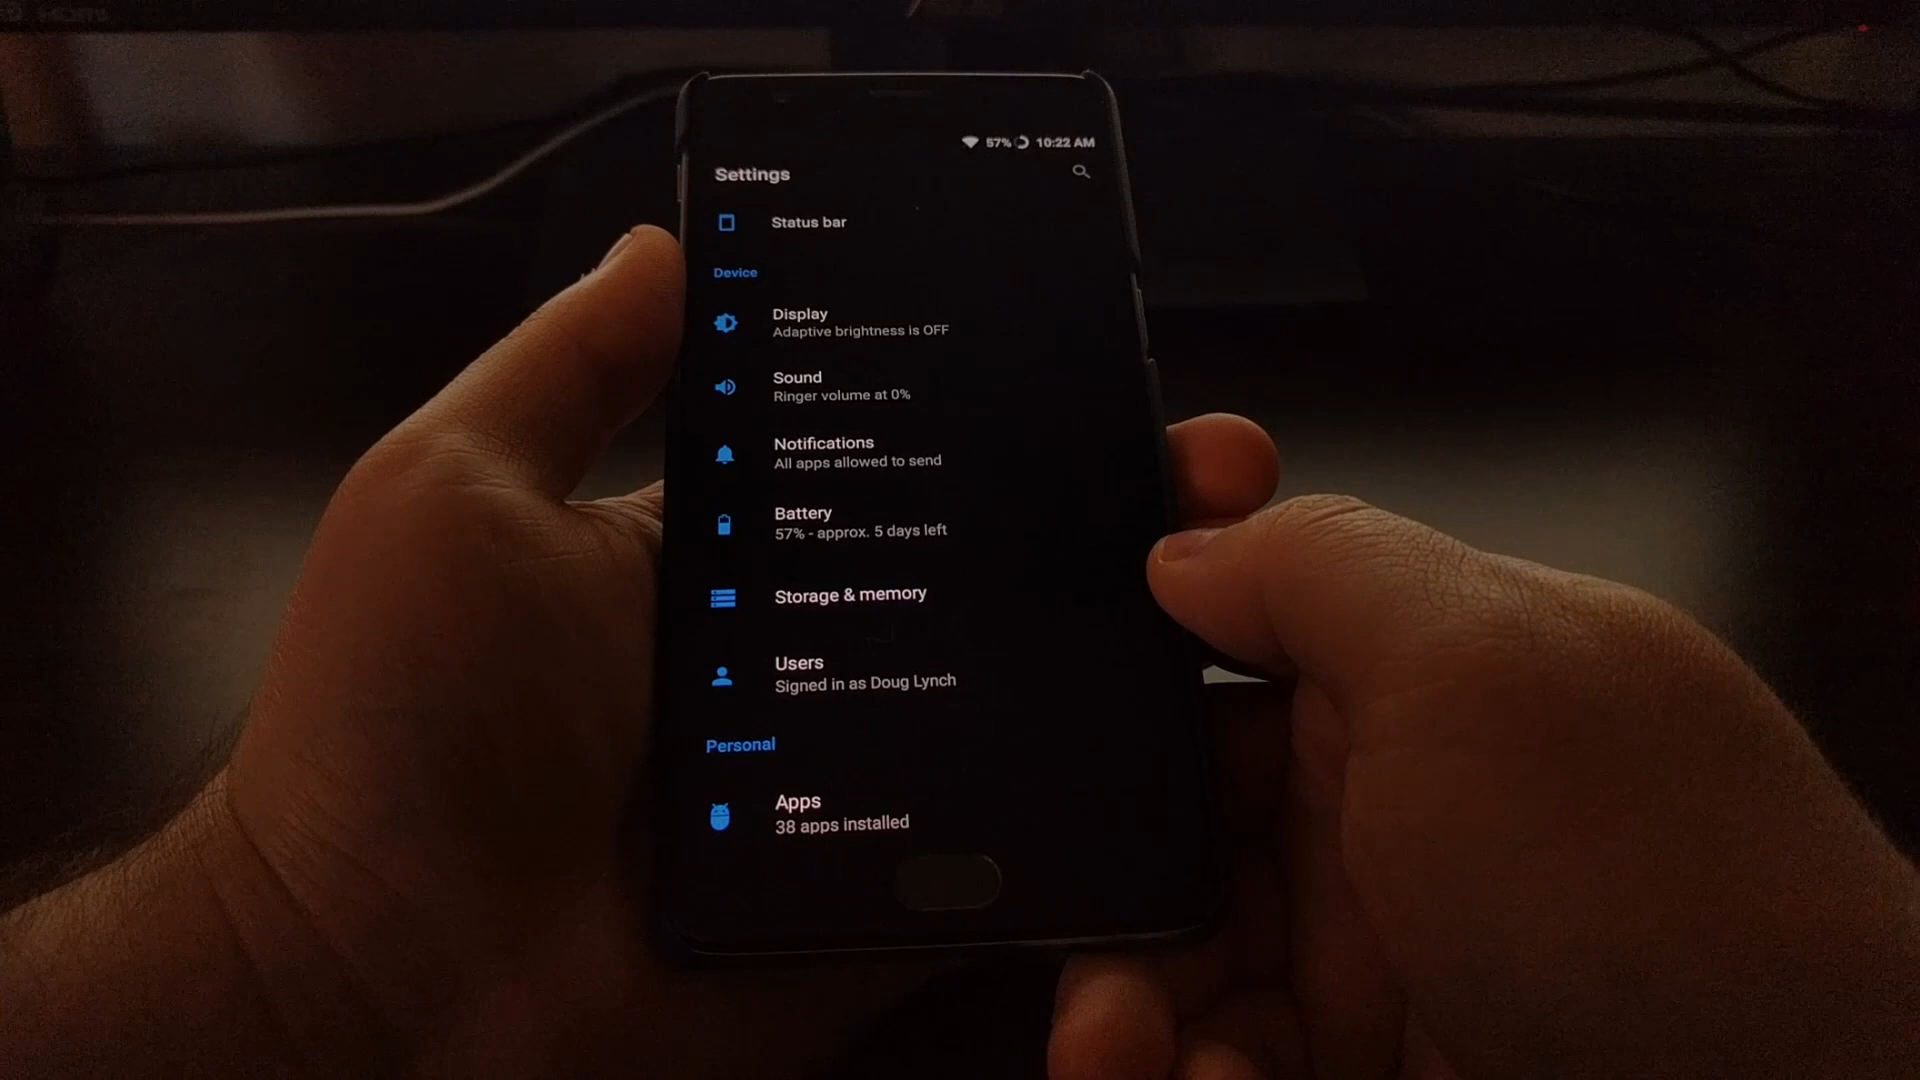 57% 10:22 AM
Settings
Status bar
Device
Display
Adaptive brightness is OFF
Sound
Ringer volume at 0%
Notifications
All apps allowed to send
Battery
57% - approx. 5 days left
Storage & memory
Users
Signed in as Doug Lynch
Personal
Apps
38 apps installed